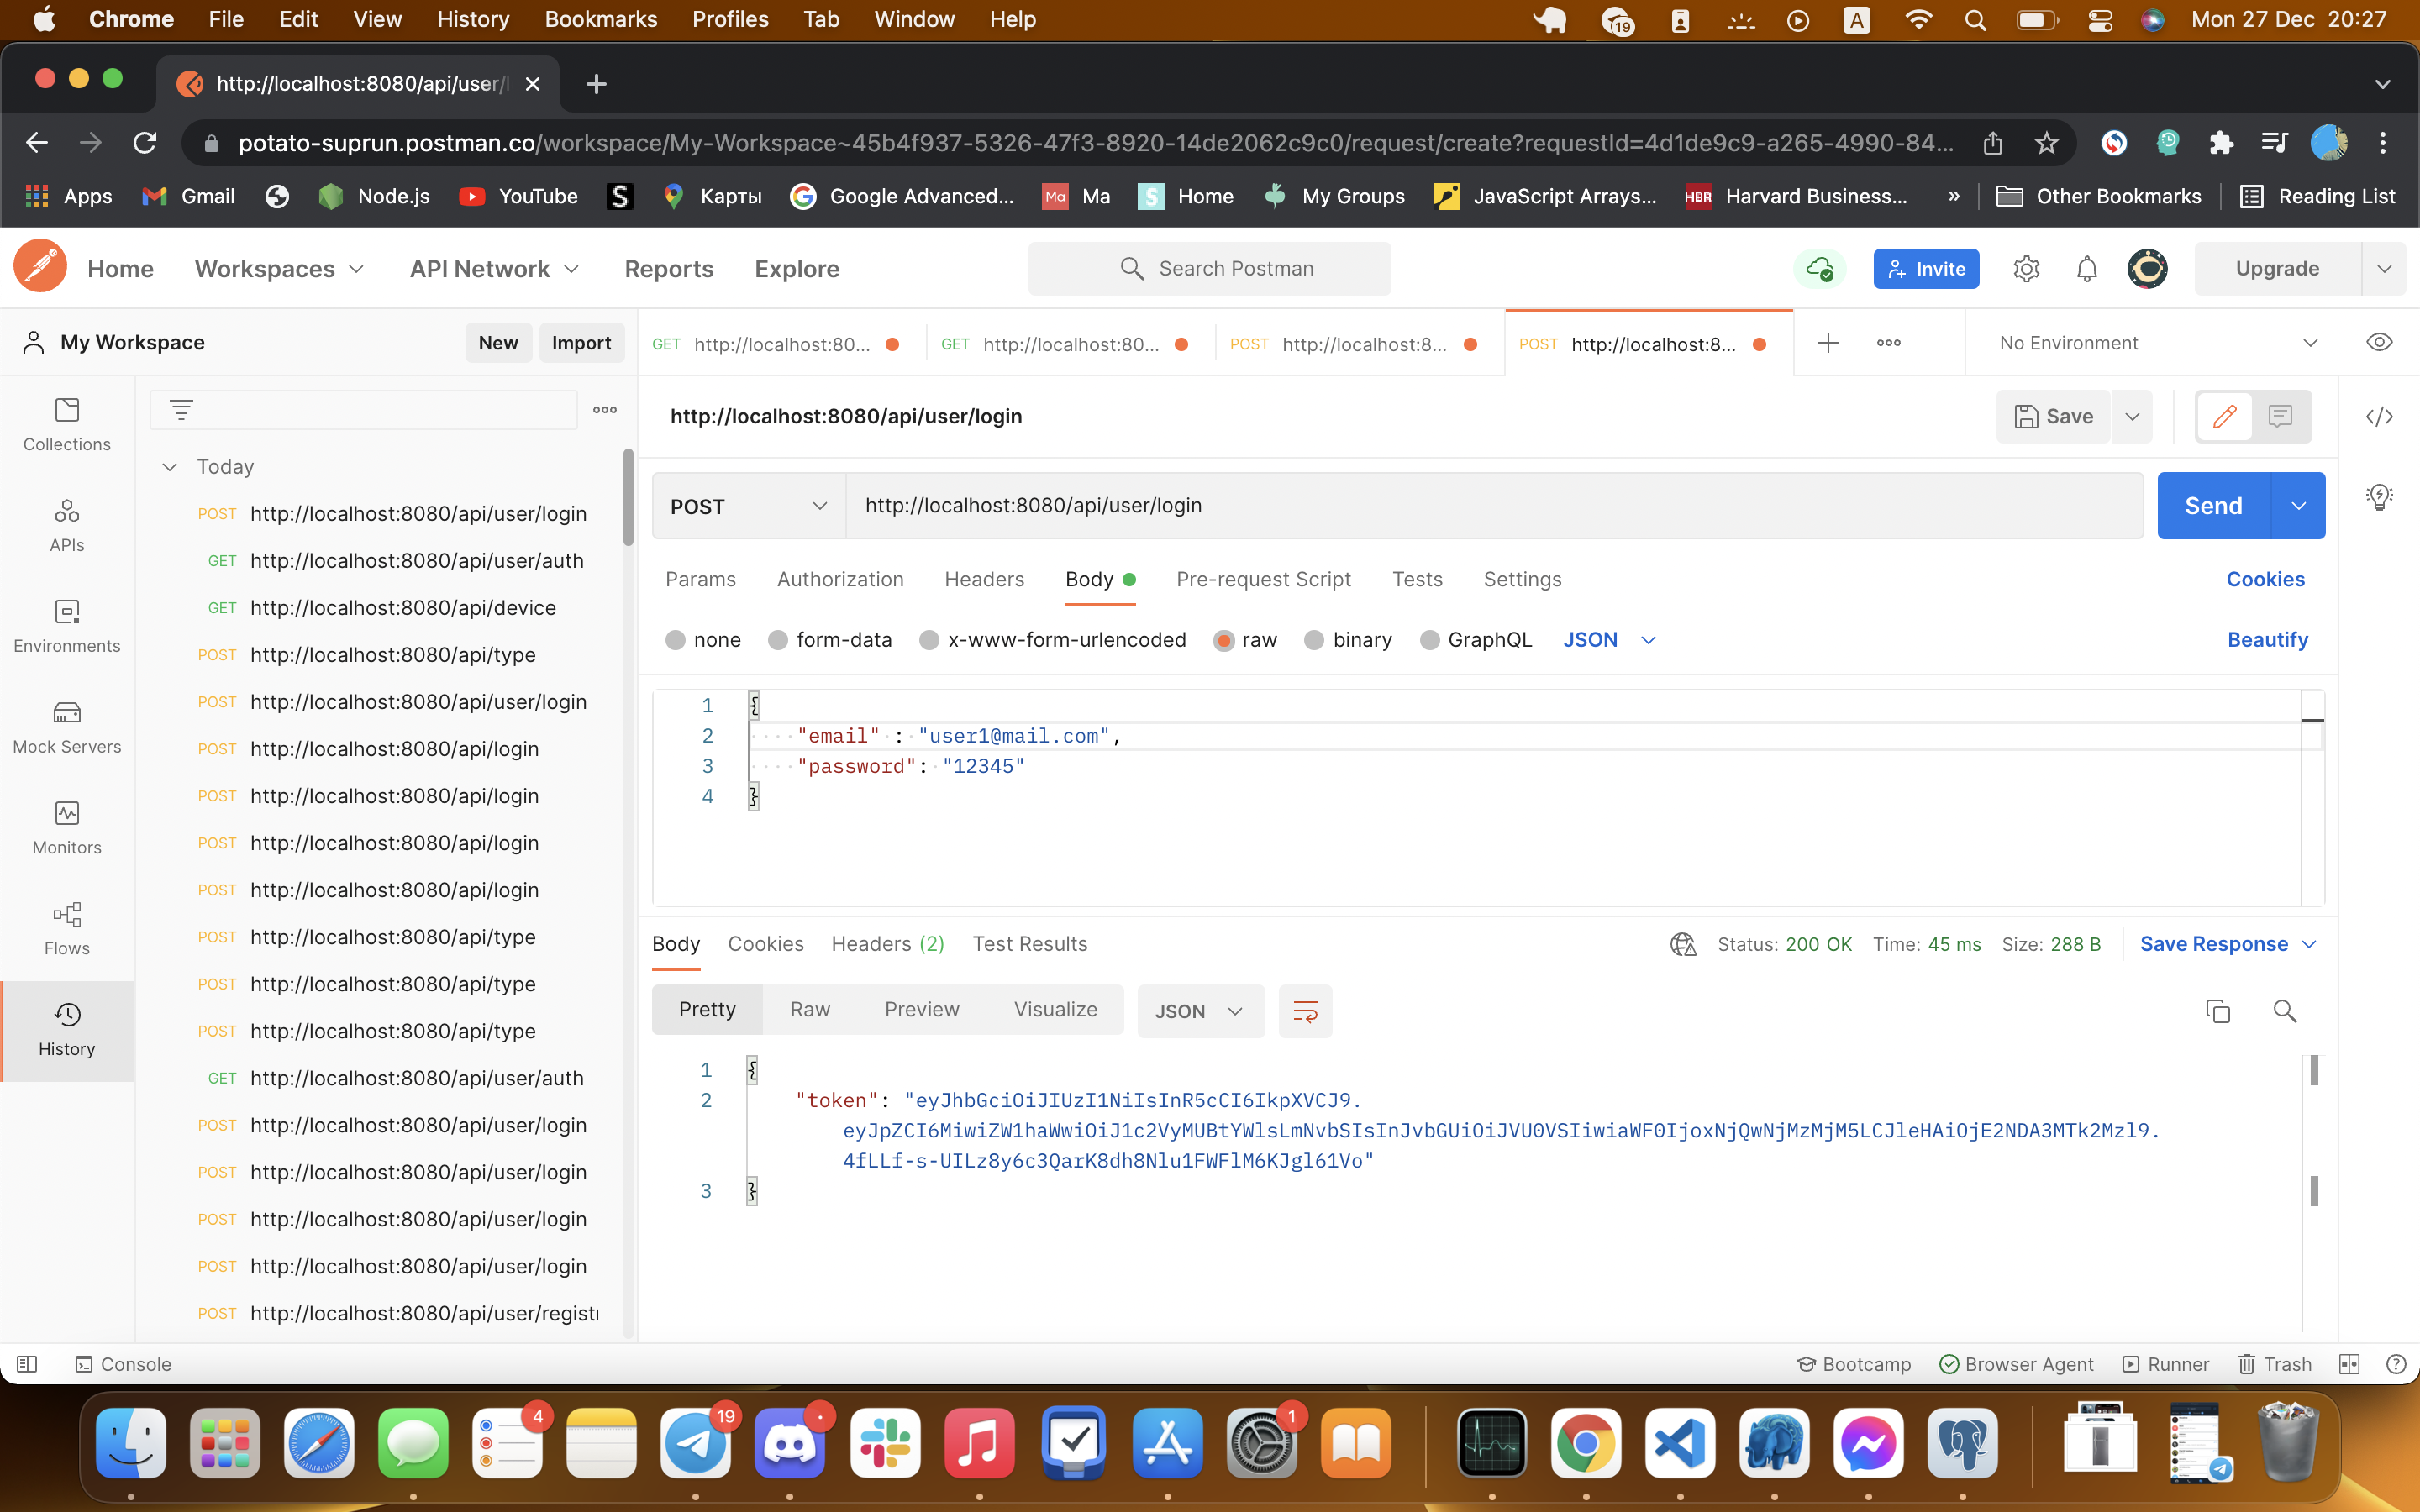 Chrome File Edit View History Bookmarks Profiles Tab Window Help 19 A Mon 27 Dec 20:27
http://localhost:8080/api/user/l
potato-suprun.postman.co/workspace/My-Workspace~45b4f937-5326-47f3-8920-14de2062c9c0/request/create?requestId=4d1de9c9-a265-4990-84...
Apps Gmail Node.js YouTube S Карты Google Advanced... Ma Ma S Home My Groups JavaScript Arrays... HBR Harvard Business... » Other Bookmarks Reading List
Home Workspaces API Network Reports Explore Search Postman Invite Upgrade
My Workspace New Import GET http://localhost:80... GET http://localhost:80... POST http://localhost:8... POST http://localhost:8... No Environment
Collections
APIs
Environments
Mock Servers
Monitors
Flows
History
Today
POST http://localhost:8080/api/user/login
GET http://localhost:8080/api/user/auth
GET http://localhost:8080/api/device
POST http://localhost:8080/api/type
POST http://localhost:8080/api/user/login
POST http://localhost:8080/api/login
POST http://localhost:8080/api/login
POST http://localhost:8080/api/login
POST http://localhost:8080/api/login
POST http://localhost:8080/api/type
POST http://localhost:8080/api/type
POST http://localhost:8080/api/type
GET http://localhost:8080/api/user/auth
POST http://localhost:8080/api/user/login
POST http://localhost:8080/api/user/login
POST http://localhost:8080/api/user/login
POST http://localhost:8080/api/user/login
POST http://localhost:8080/api/user/registr
http://localhost:8080/api/user/login
Save
POST http://localhost:8080/api/user/login Send
Params Authorization Headers Body Pre-request Script Tests Settings Cookies
none form-data x-www-form-urlencoded raw binary GraphQL JSON Beautify
1 {
2 "email" : "user1@mail.com",
3 "password": "12345"
4 }
Body Cookies Headers (2) Test Results Status: 200 OK Time: 45 ms Size: 288 B Save Response
Pretty Raw Preview Visualize JSON
1 {
2 "token": "eyJhbGciOiJIUzI1NiIsInR5cCI6IkpXVCJ9.
eyJpZCI6MiwiZW1haWwiOiJ1c2VyMUBtYWlsLmNvbSIsInJvbGUiOiJVU0VSIiwiaWF0IjoxNjQwNjMzMjM5LCJleHAiOjE2NDA3MTk2Mzl9.
4fLLf-s-UILz8y6c3QarK8dh8Nlu1FWFlM6KJgl61Vo"
3 }
Console Bootcamp Browser Agent Runner Trash
4 19 1